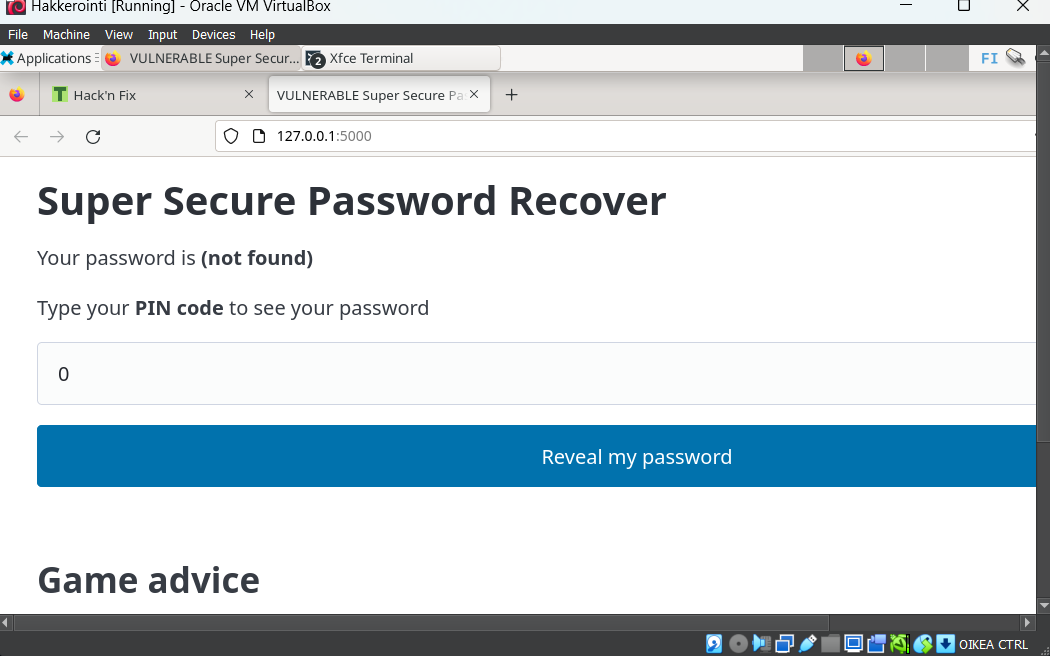 Hakkerointi [Running] - Oracle VM VirtualBox
File Machine View Input Devices Help
Applications VULNERABLE Super Secur... 2 Xfce Terminal FI
T Hack'n Fix VULNERABLE Super Secure Pa
127.0.0.1:5000
Super Secure Password Recover
Your password is (not found)
Type your PIN code to see your password
0
Reveal my password
Game advice
OIKEA CTRL